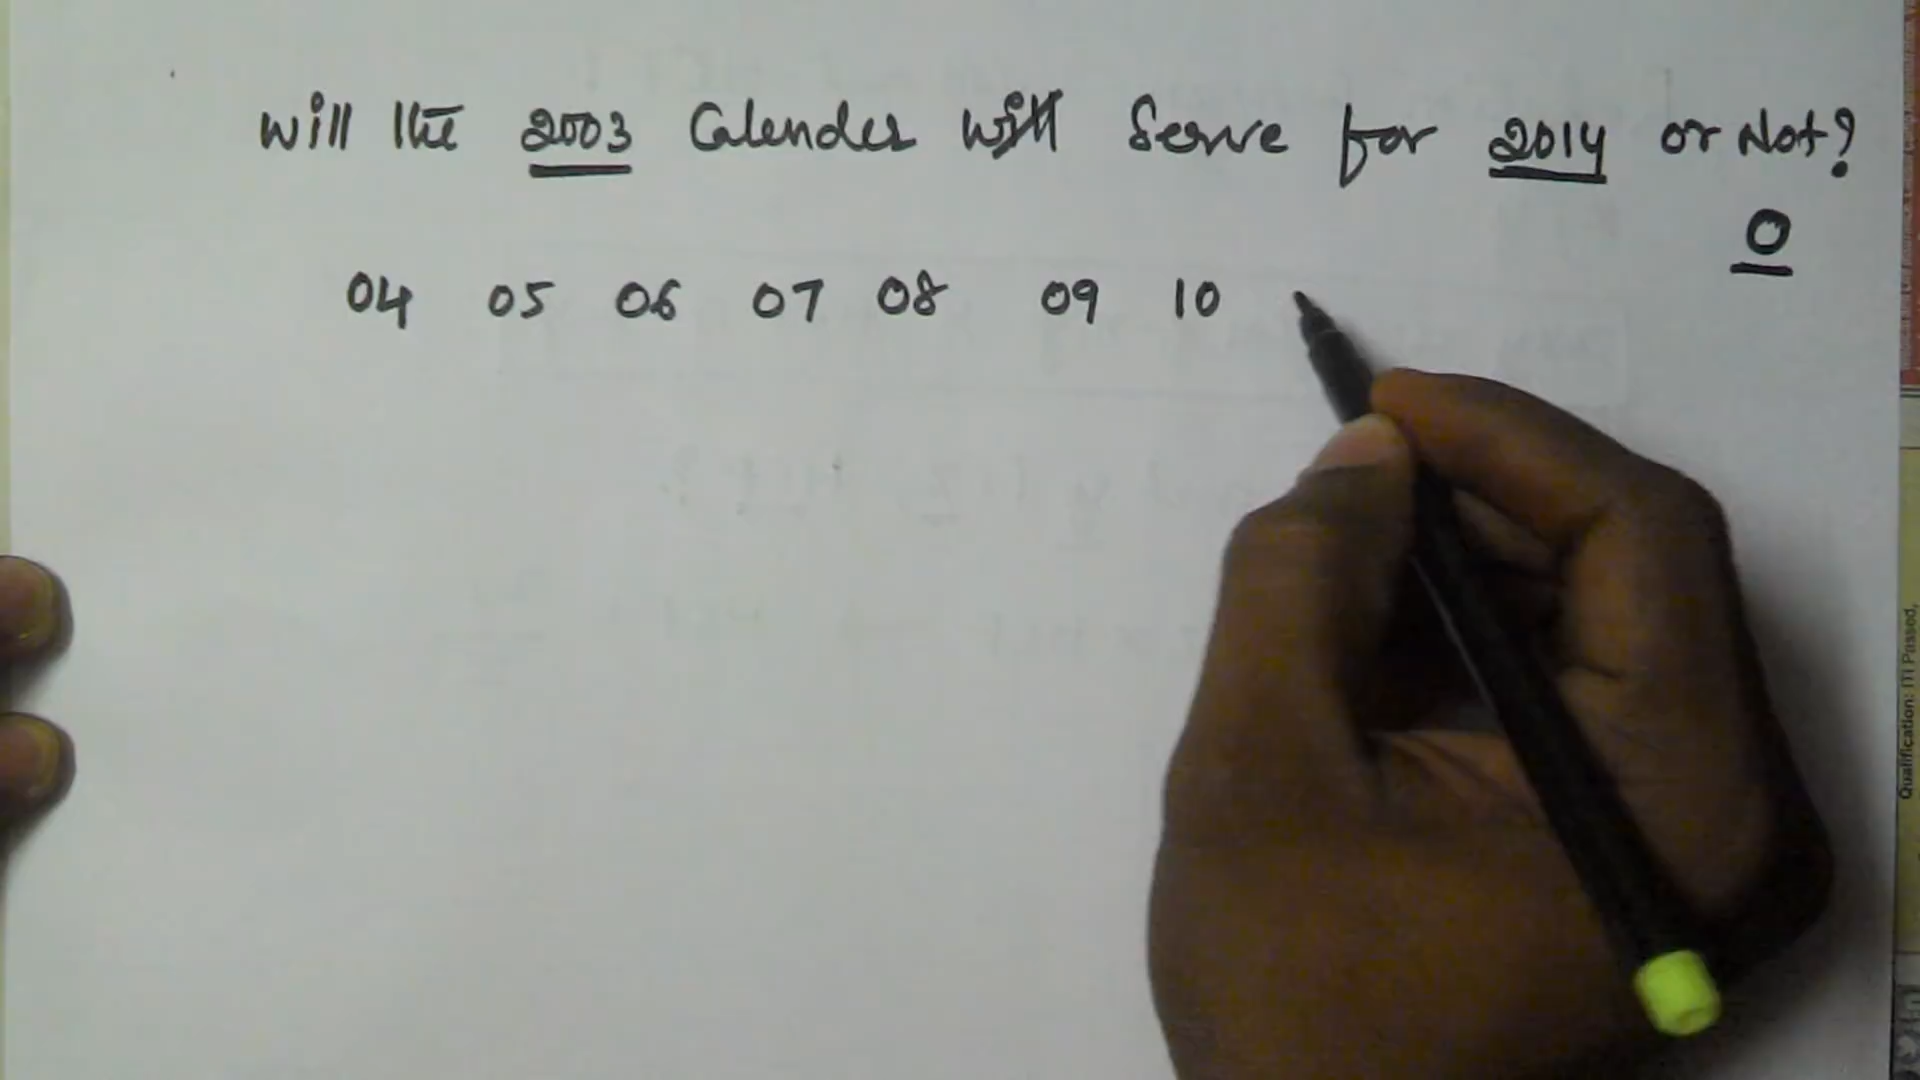 Will the 2003 Calender will Serve for 2014 or Not?
0
04 05 06 07 08 09 10
Qualification: ITI Passed,